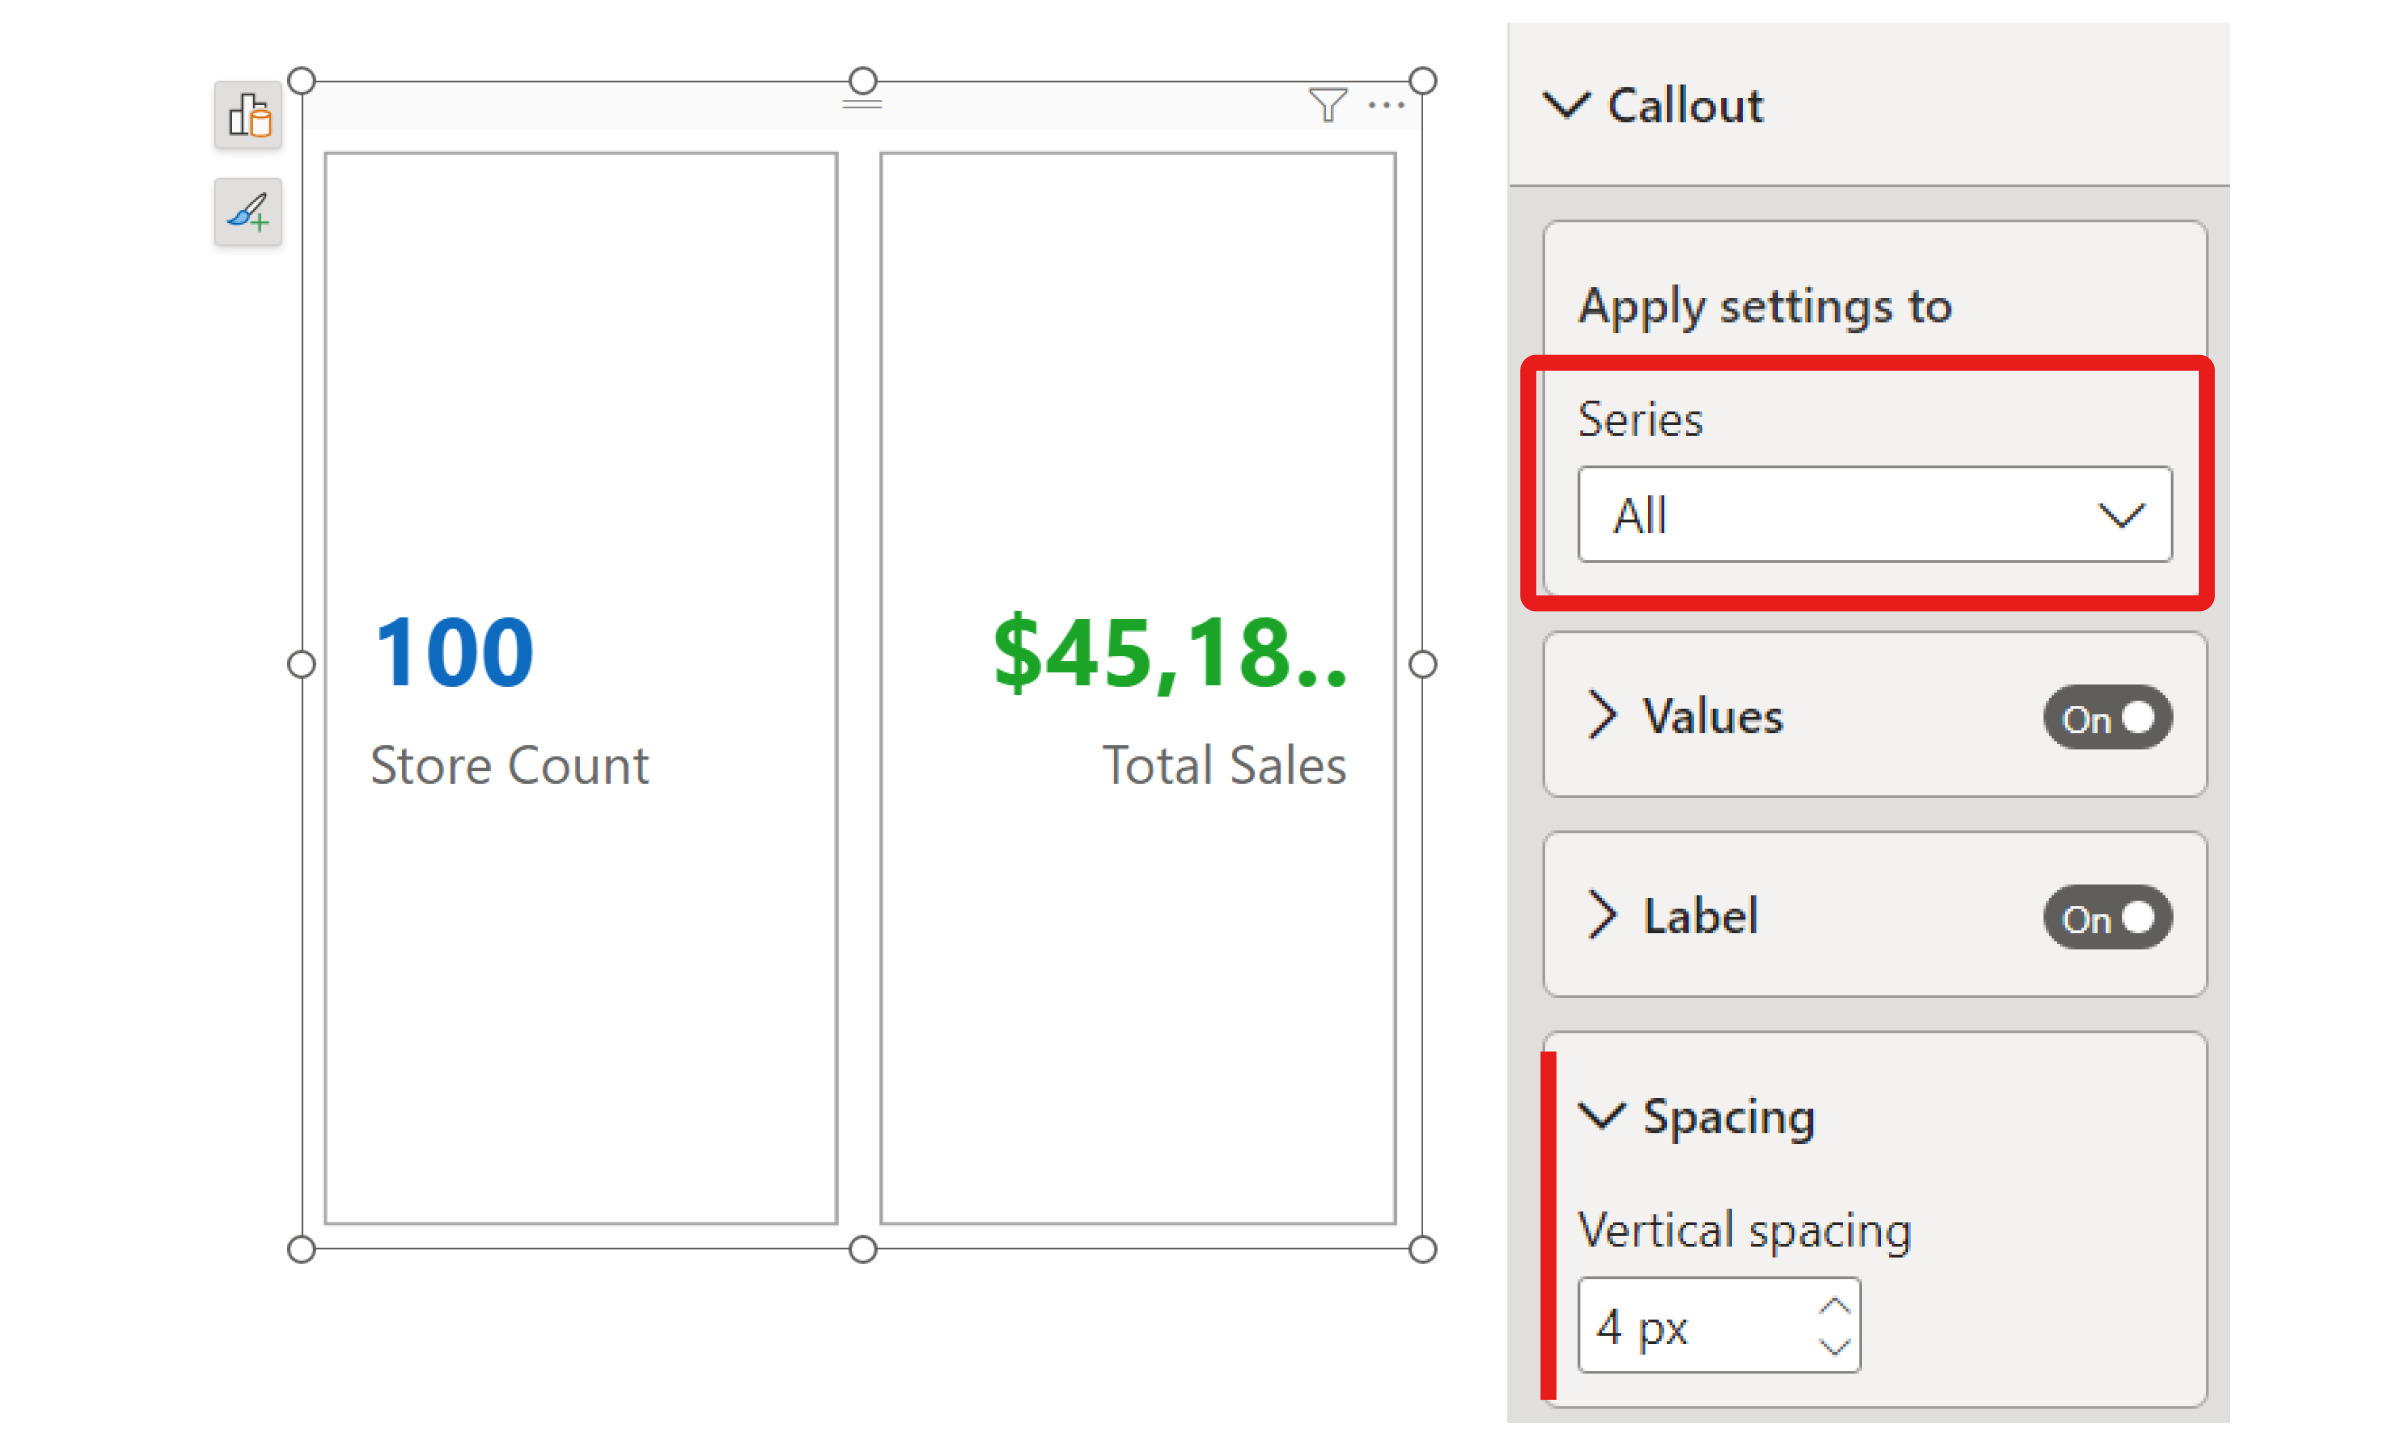 100
Store Count
$45,18..
Total Sales
Callout
Apply settings to
Series
All
Values
On
Label
On
Spacing
Vertical spacing
4 px